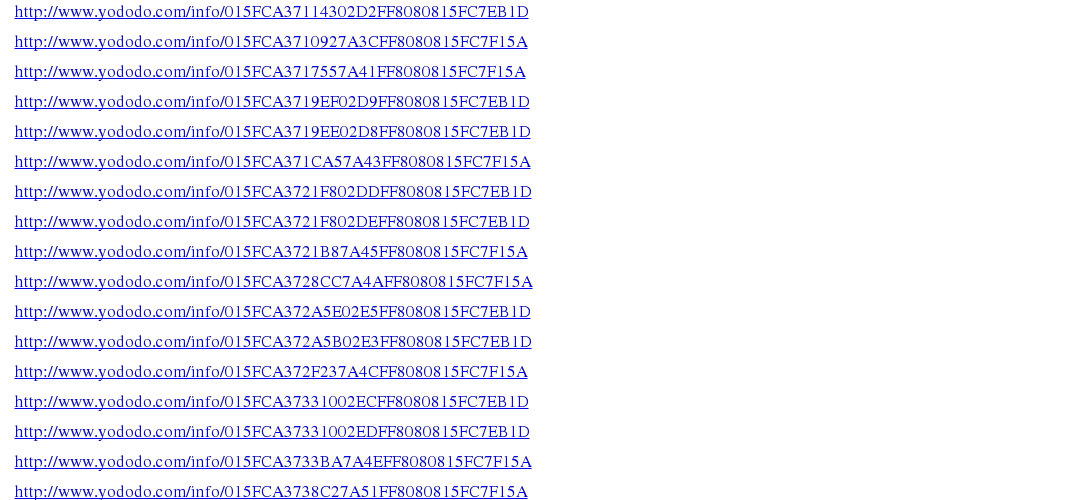 http://www.yododo.com/info/015FCA37114302D2FF8080815FC7EB1D
http://www.yododo.com/info/015FCA3710927A3CFF8080815FC7F15A
http://www.yododo.com/info/015FCA3717557A41FF8080815FC7F15A
http://www.yododo.com/info/015FCA3719EF02D9FF8080815FC7EB1D
http://www.yododo.com/info/015FCA3719EE02D8FF8080815FC7EB1D
http://www.yododo.com/info/015FCA371CA57A43FF8080815FC7F15A
http://www.yododo.com/info/015FCA3721F802DDFF8080815FC7EB1D
http://www.yododo.com/info/015FCA3721F802DEFF8080815FC7EB1D
http://www.yododo.com/info/015FCA3721B87A45FF8080815FC7F15A
http://www.yododo.com/info/015FCA3728CC7A4AFF8080815FC7F15A
http://www.yododo.com/info/015FCA372A5E02E5FF8080815FC7EB1D
http://www.yododo.com/info/015FCA372A5B02E3FF8080815FC7EB1D
http://www.yododo.com/info/015FCA372F237A4CFF8080815FC7F15A
http://www.yododo.com/info/015FCA37331002ECFF8080815FC7EB1D
http://www.yododo.com/info/015FCA37331002EDFF8080815FC7EB1D
http://www.yododo.com/info/015FCA3733BA7A4EFF8080815FC7F15A
http://www.yododo.com/info/015FCA3738C27A51FF8080815FC7F15A